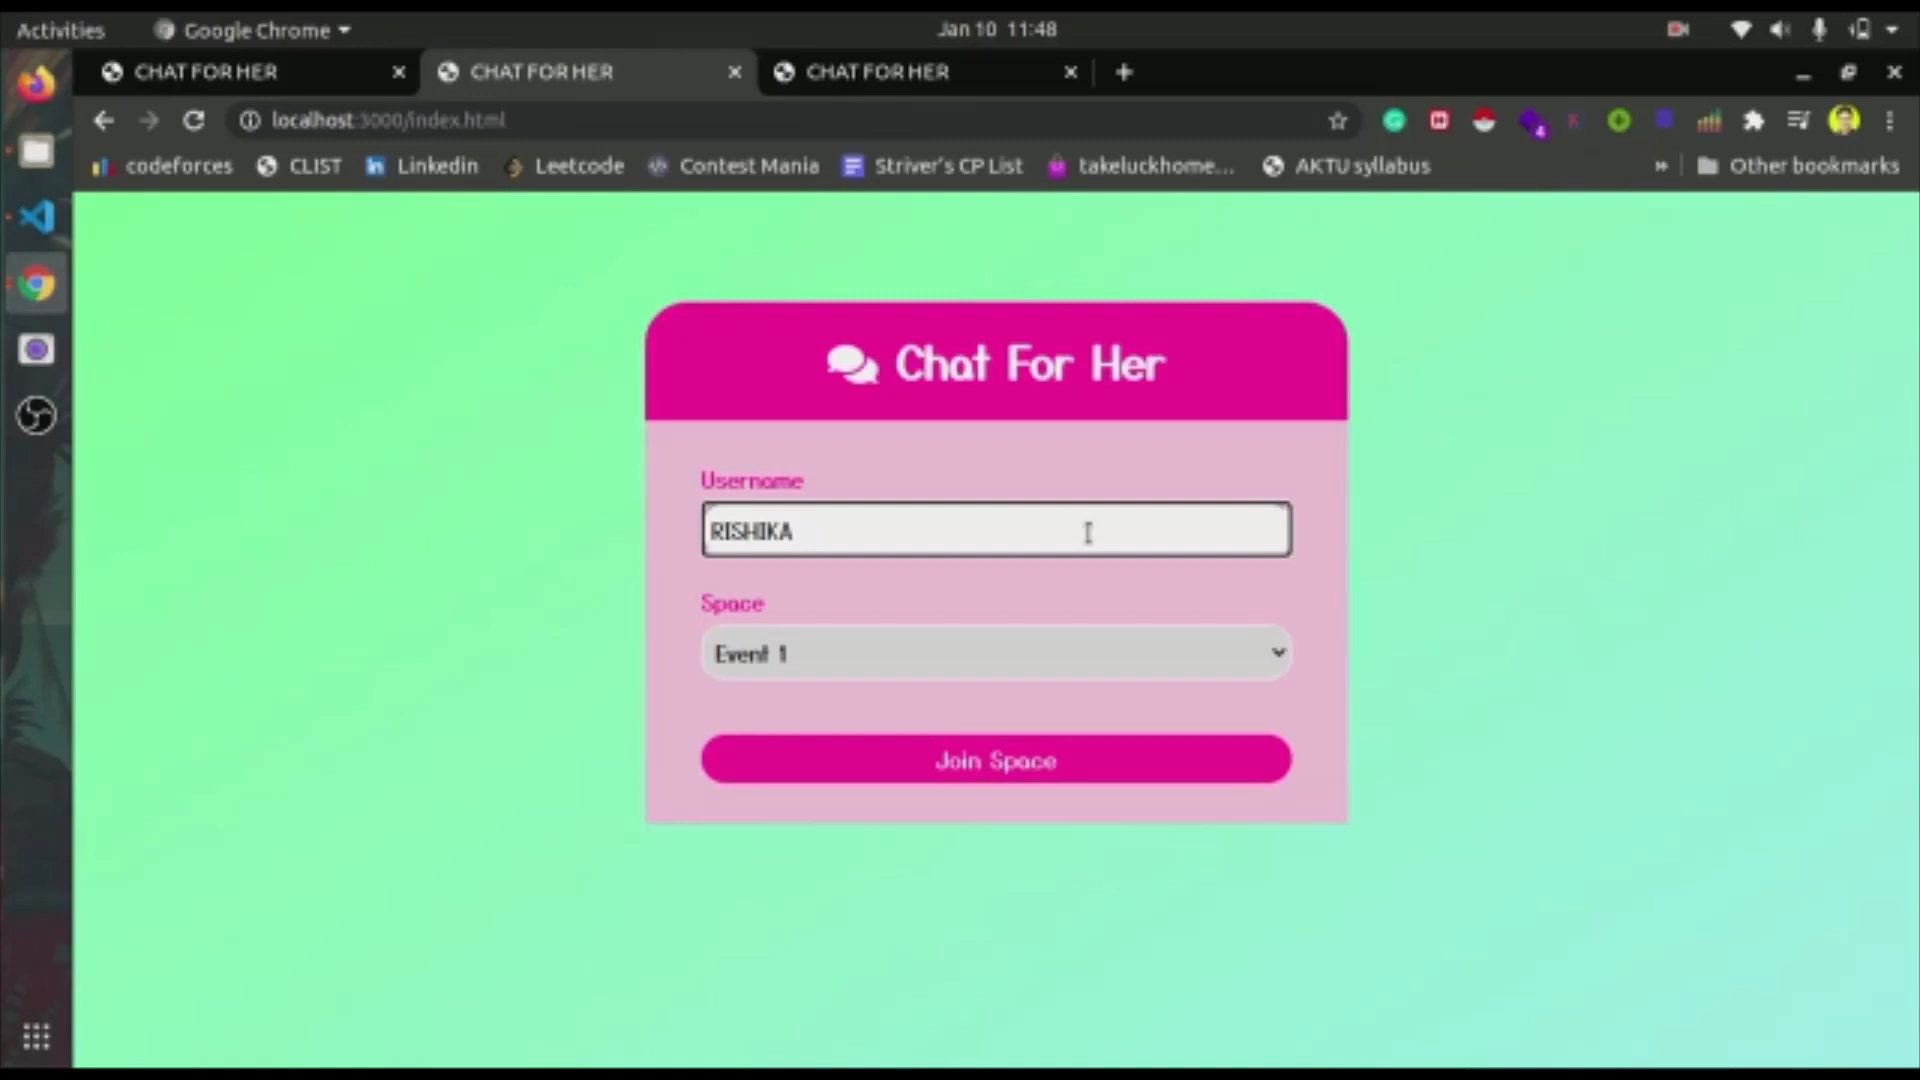 Activities Google Chrome Jan 10 11:48
CHAT FOR HER CHAT FOR HER CHAT FOR HER
localhost:3000/index.html
codeforces CLIST Linkedin Leetcode Contest Mania Striver's CP List takeluckhome... AKTU syllabus Other bookmarks
Chat For Her
Username
RISHIKA
Space
Event 1
Join Space